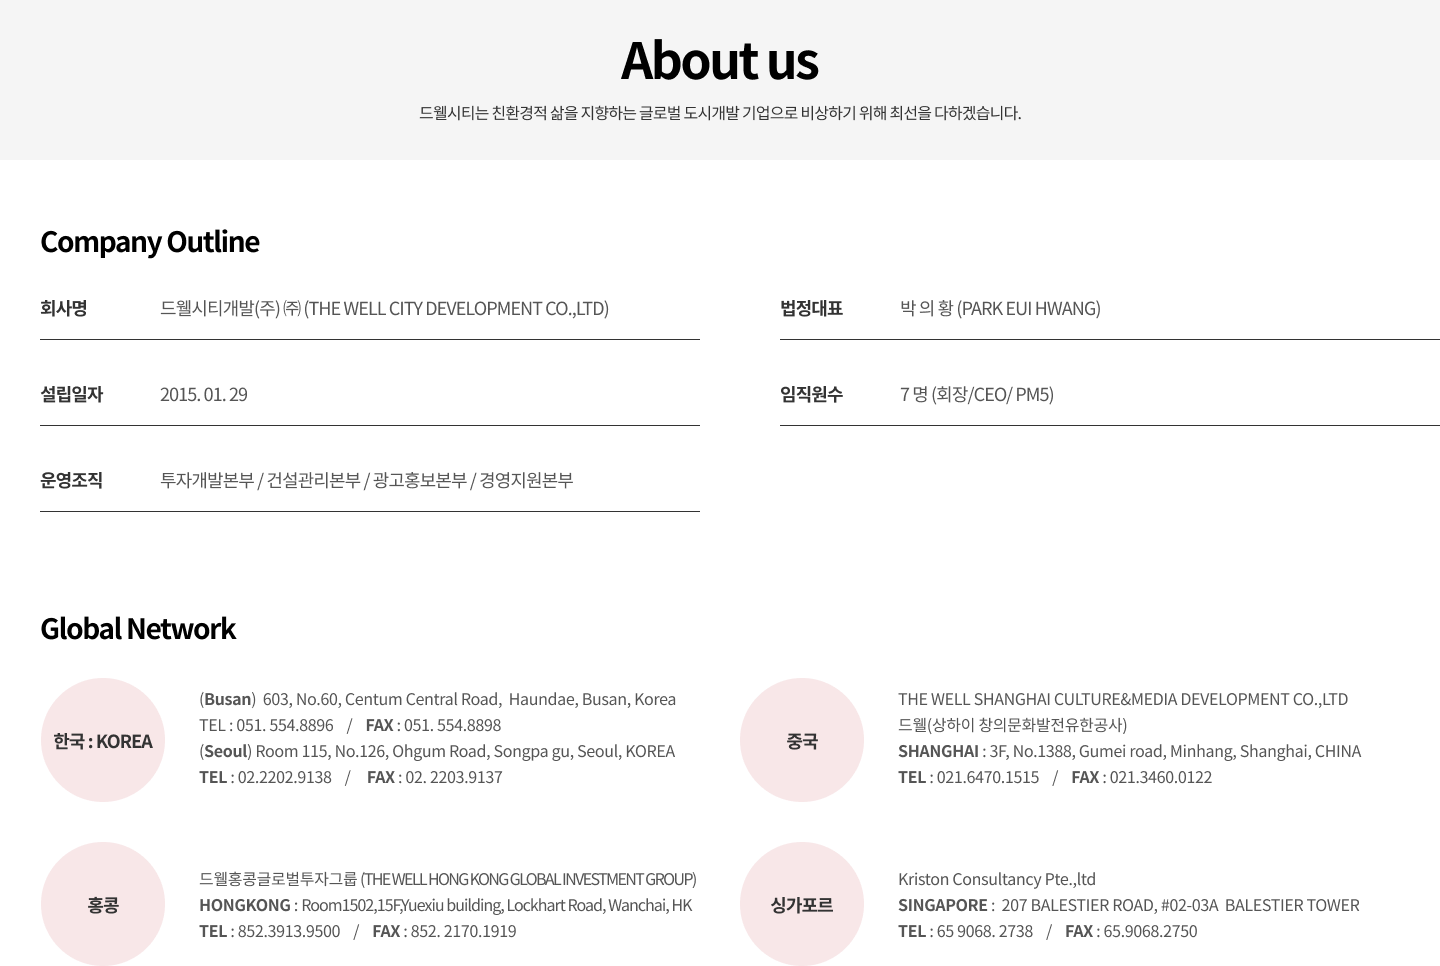 About us
드웰시티는 친환경적 삶을 지향하는 글로벌 도시개발 기업으로 비상하기 위해 최선을 다하겠습니다.
Company Outline
회사명 드웰시티개발(주) ㈜ (THE WELL CITY DEVELOPMENT CO.,LTD)
법정대표 박 의 황 (PARK EUI HWANG)
설립일자 2015. 01. 29
임직원수 7 명 (회장/CEO/ PM5)
운영조직 투자개발본부 / 건설관리본부 / 광고홍보본부 / 경영지원본부
Global Network
한국 : KOREA
(Busan) 603, No.60, Centum Central Road, Haundae, Busan, Korea
TEL : 051. 554.8896 / FAX : 051. 554.8898
(Seoul) Room 115, No.126, Ohgum Road, Songpa gu, Seoul, KOREA
TEL : 02.2202.9138 / FAX : 02. 2203.9137
중국
THE WELL SHANGHAI CULTURE&MEDIA DEVELOPMENT CO.,LTD
드웰(상하이 창의문화발전유한공사)
SHANGHAI : 3F, No.1388, Gumei road, Minhang, Shanghai, CHINA
TEL : 021.6470.1515 / FAX : 021.3460.0122
홍콩
드웰홍콩글로벌투자그룹 (THE WELL HONG KONG GLOBAL INVESTMENT GROUP)
HONGKONG : Room1502,15F,Yuexiu building, Lockhart Road, Wanchai, HK
TEL : 852.3913.9500 / FAX : 852. 2170.1919
싱가포르
Kriston Consultancy Pte.,ltd
SINGAPORE : 207 BALESTIER ROAD, #02-03A BALESTIER TOWER
TEL : 65 9068. 2738 / FAX : 65.9068.2750